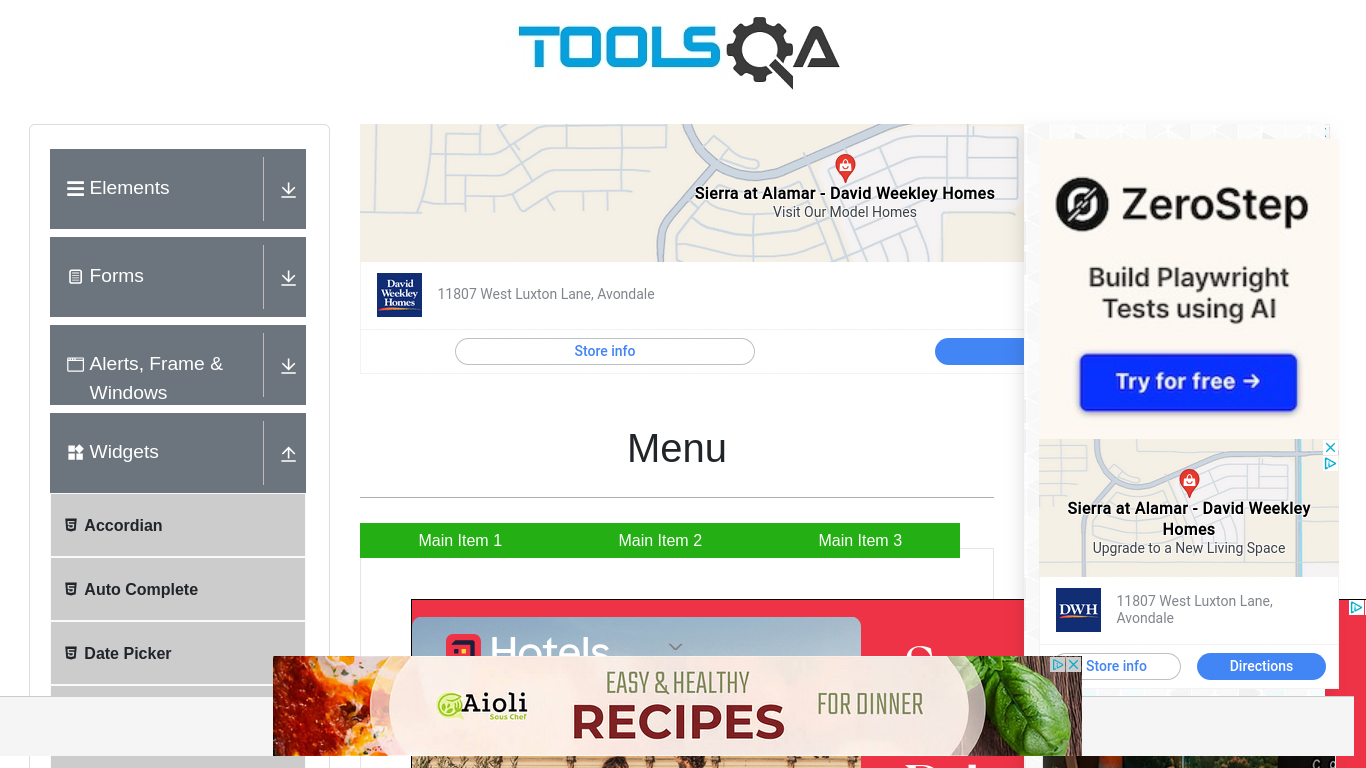 TOOLSQA
Elements
Forms
Alerts, Frame &
Windows
Widgets
Accordian
Auto Complete
Date Picker
Sierra at Alamar - David Weekley Homes
Visit Our Model Homes
David
Weekley
Homes
11807 West Luxton Lane, Avondale
Store info
Menu
Main Item 1
Main Item 2
Main Item 3
Hotels
ZeroStep
Build Playwright
Tests using AI
Try for free →
Sierra at Alamar - David Weekley
Homes
Upgrade to a New Living Space
DWH
11807 West Luxton Lane,
Avondale
Store info
Directions
Aioli
Sous Chef
EASY & HEALTHY
RECIPES
FOR DINNER